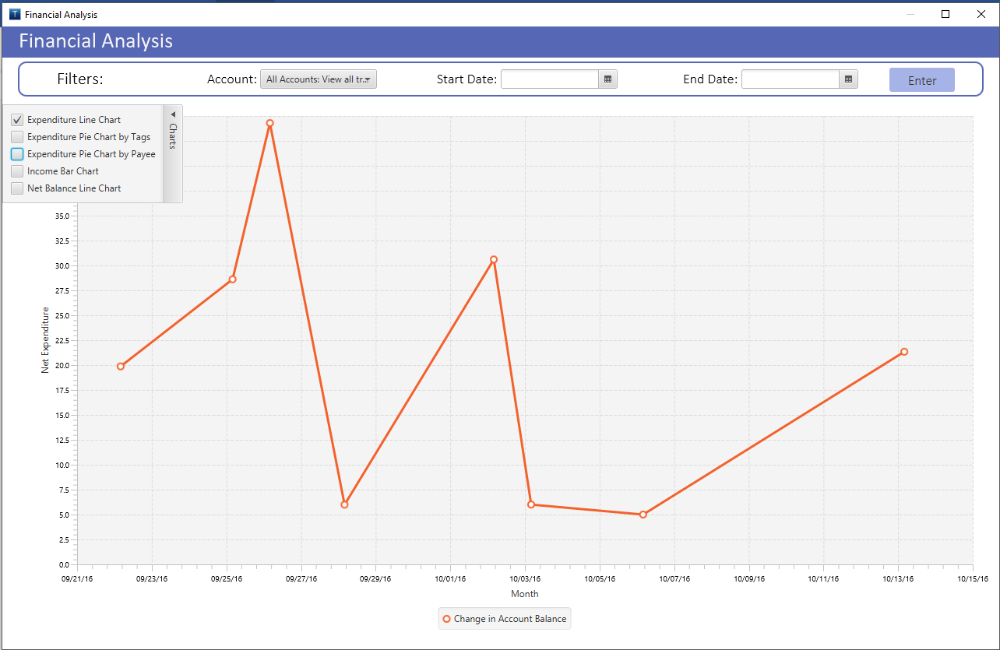 T Financial Analysis
Financial Analysis
Filters: Account: All Accounts: View all tr.. Start Date: End Date: Enter
Expenditure Line Chart
Expenditure Pie Chart by Tags
Expenditure Pie Chart by Payee
Income Bar Chart
Net Balance Line Chart
Charts
Net Expenditure
35.0
32.5
30.0
27.5
25.0
22.5
20.0
17.5
15.0
12.5
10.0
7.5
5.0
2.5
0.0
09/21/16 09/23/16 09/25/16 09/27/16 09/29/16 10/01/16 10/03/16 10/05/16 10/07/16 10/09/16 10/11/16 10/13/16 10/15/16
Month
Change in Account Balance